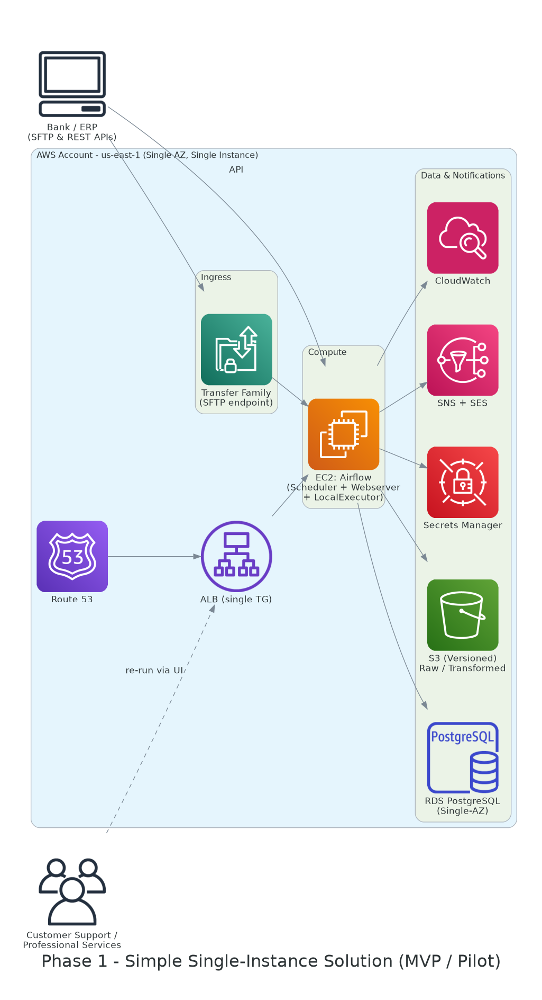 Bank / ERP
(SFTP & REST APIs)
AWS Account - us-east-1 (Single AZ, Single Instance)
API
Data & Notifications
CloudWatch
Ingress
Transfer Family
(SFTP endpoint)
Compute
EC2: Airflow
(Scheduler + Webserver
+ LocalExecutor)
SNS + SES
Secrets Manager
53
Route 53
ALB (single TG)
S3 (Versioned)
Raw / Transformed
re-run via UI
PostgreSQL
RDS PostgreSQL
(Single-AZ)
Customer Support /
Professional Services
Phase 1 - Simple Single-Instance Solution (MVP / Pilot)